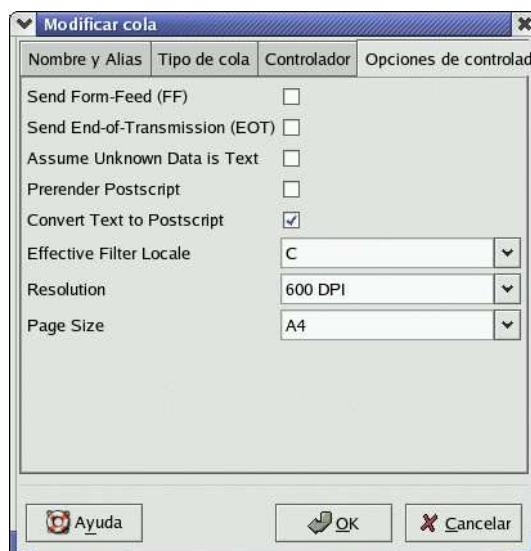 Modificar cola
Nombre y Alias Tipo de cola Controlador Opciones de controlad
Send Form-Feed (FF)
Send End-of-Transmission (EOT)
Assume Unknown Data is Text
Prerender Postscript
Convert Text to Postscript
Effective Filter Locale C
Resolution 600 DPI
Page Size A4
Ayuda OK Cancelar